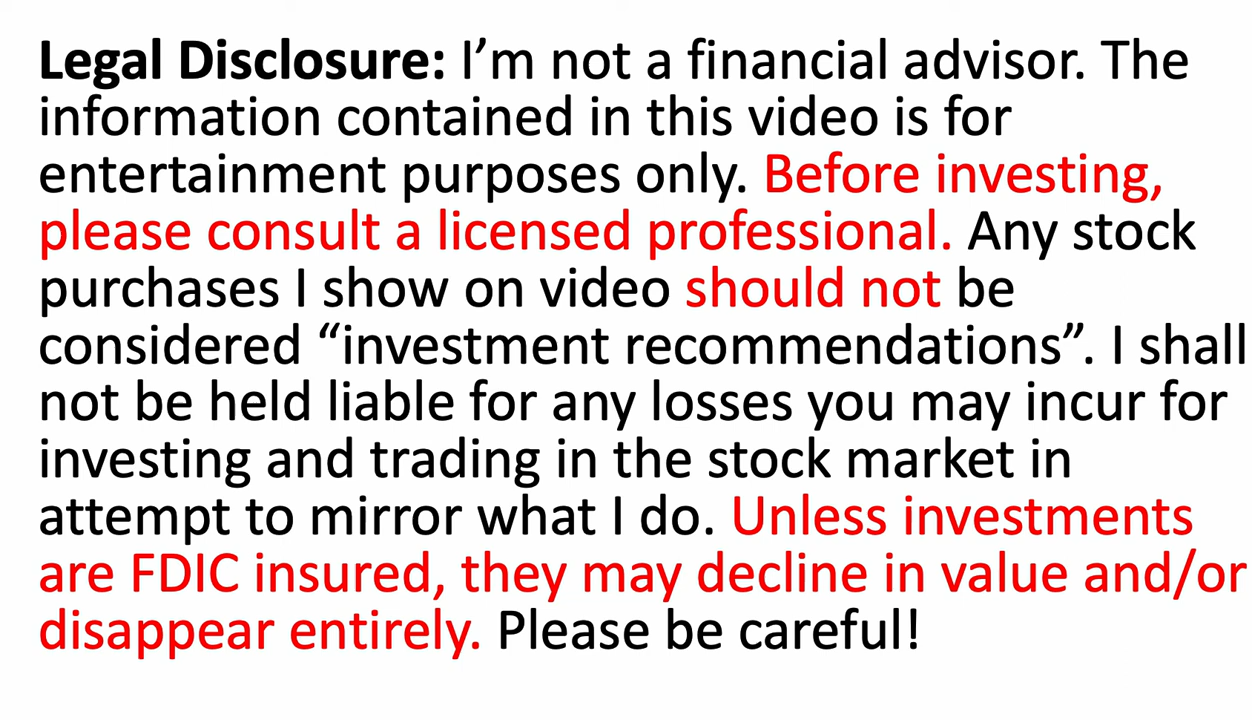 Legal Disclosure: I’m not a financial advisor. The
information contained in this video is for
entertainment purposes only. Before investing,
please consult a licensed professional. Any stock
purchases I show on video should not be
considered “investment recommendations”. I shall
not be held liable for any losses you may incur for
investing and trading in the stock market in
attempt to mirror what I do. Unless investments
are FDIC insured, they may decline in value and/or
disappear entirely. Please be careful!